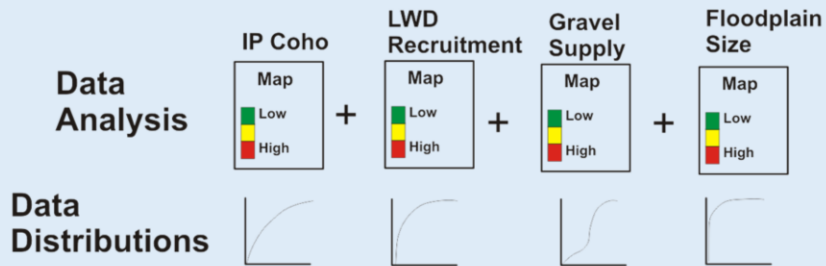 IP Coho
LWD
Recruitment
Gravel
Supply
Floodplain
Size
Data
Analysis
Map
Low
High
+
Map
Low
High
+
Map
Low
High
+
Map
Low
High
Data
Distributions